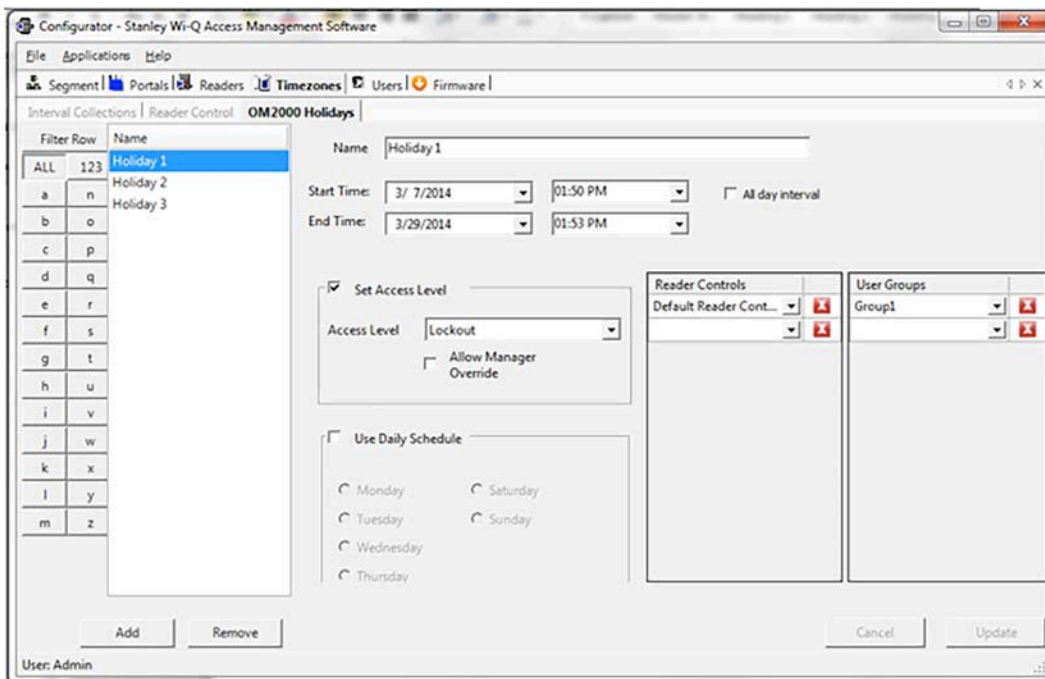 Configurator - Stanley Wi-Q Access Management Software
File Applications Help
Segment Portals Readers Timezones Users Firmware
Interval Collections Reader Control OM2000 Holidays
Filter Row
ALL 123
a n
b o
c p
d q
e r
f s
g t
h u
i v
j w
k x
l y
m z
Name
Holiday 1
Holiday 2
Holiday 3
Name Holiday 1
Start Time: 3/ 7/2014 01:50 PM All day interval
End Time: 3/29/2014 01:53 PM
Set Access Level
Access Level Lockout
Allow Manager
Override
Use Daily Schedule
Monday Saturday
Tuesday Sunday
Wednesday
Thursday
Reader Controls
Default Reader Cont...
User Groups
Group1
Add Remove
Cancel Update
User: Admin